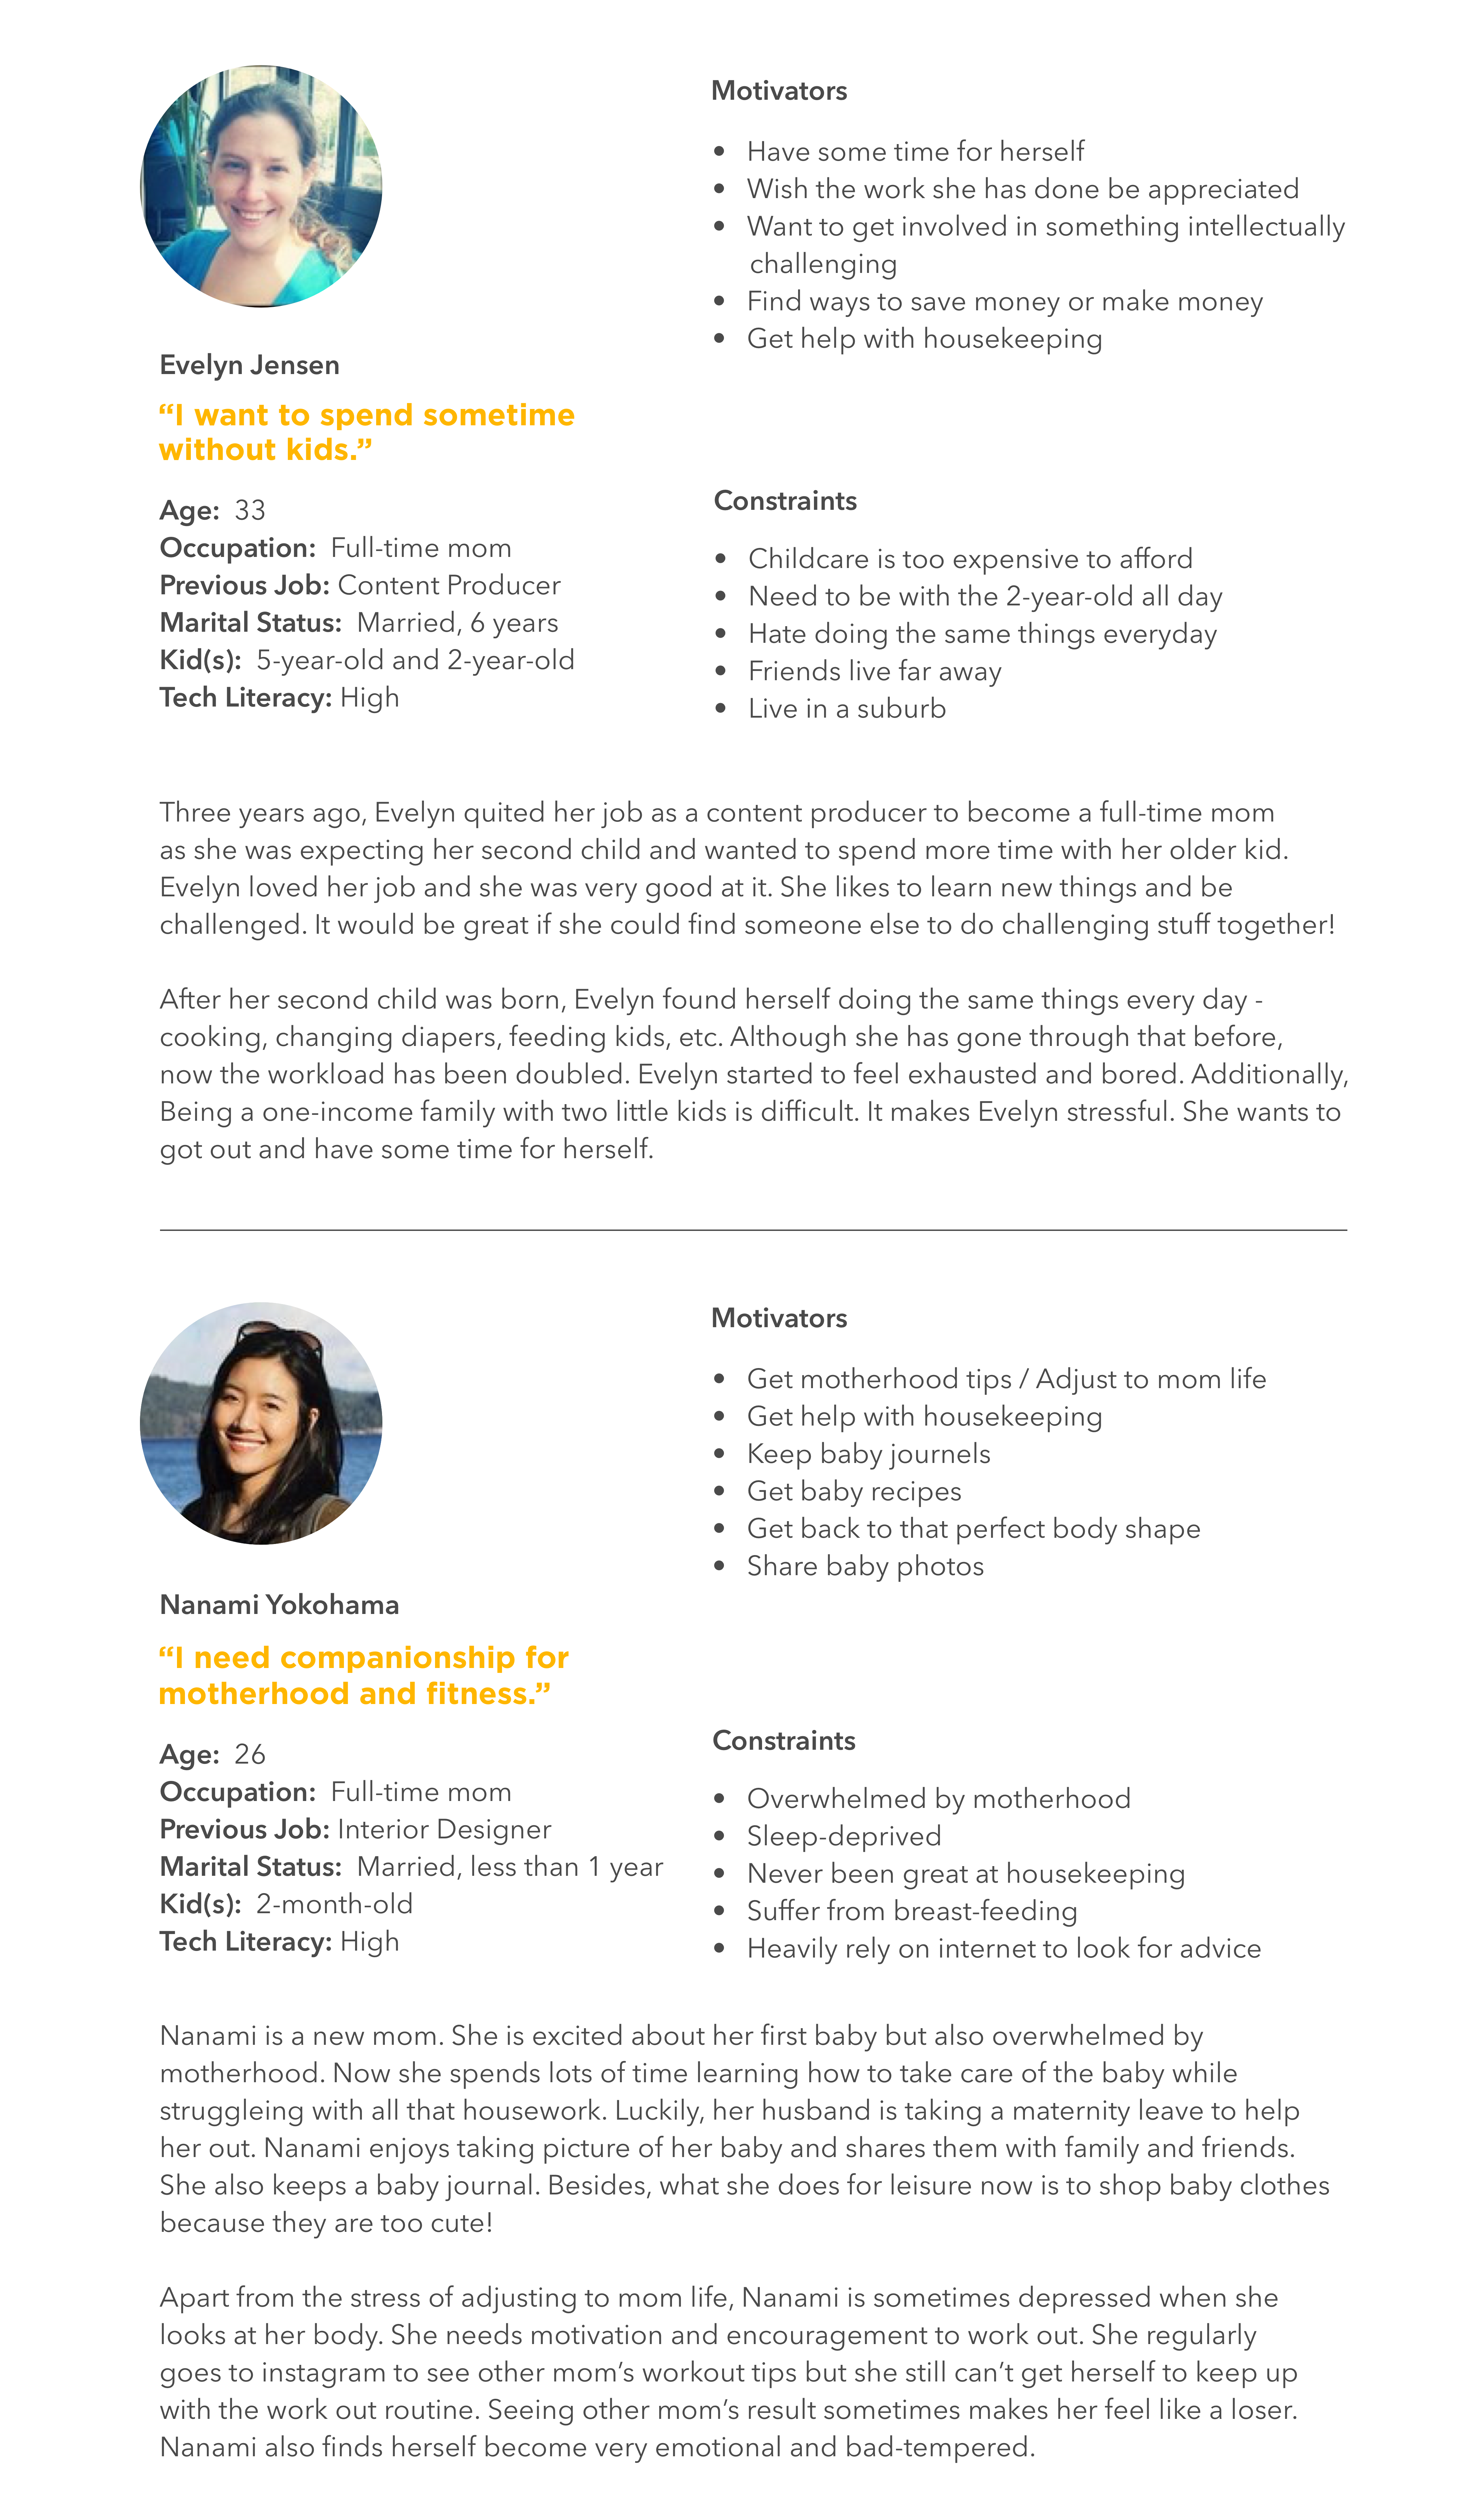 Evelyn Jensen
“I want to spend sometime
without kids.”
Age:  33
Occupation:  Full-time mom
Previous Job: Content Producer
Marital Status:  Married, 6 years
Kid(s):  5-year-old and 2-year-old
Tech Literacy: High
Motivators
• Have some time for herself
• Wish the work she has done be appreciated
• Want to get involved in something intellectually
challenging
• Find ways to save money or make money
• Get help with housekeeping
Constraints
• Childcare is too expensive to afford
• Need to be with the 2-year-old all day
• Hate doing the same things everyday
• Friends live far away
• Live in a suburb
Three years ago, Evelyn quited her job as a content producer to become a full-time mom
as she was expecting her second child and wanted to spend more time with her older kid.
Evelyn loved her job and she was very good at it. She likes to learn new things and be
challenged. It would be great if she could find someone else to do challenging stuff together!
After her second child was born, Evelyn found herself doing the same things every day -
cooking, changing diapers, feeding kids, etc. Although she has gone through that before,
now the workload has been doubled. Evelyn started to feel exhausted and bored. Additionally,
Being a one-income family with two little kids is difficult. It makes Evelyn stressful. She wants to
got out and have some time for herself.
Nanami Yokohama
“I need companionship for
motherhood and fitness.”
Age:  26
Occupation:  Full-time mom
Previous Job: Interior Designer
Marital Status:  Married, less than 1 year
Kid(s):  2-month-old
Tech Literacy: High
Motivators
• Get motherhood tips / Adjust to mom life
• Get help with housekeeping
• Keep baby journels
• Get baby recipes
• Get back to that perfect body shape
• Share baby photos
Constraints
• Overwhelmed by motherhood
• Sleep-deprived
• Never been great at housekeeping
• Suffer from breast-feeding
• Heavily rely on internet to look for advice
Nanami is a new mom. She is excited about her first baby but also overwhelmed by
motherhood. Now she spends lots of time learning how to take care of the baby while
struggleing with all that housework. Luckily, her husband is taking a maternity leave to help
her out. Nanami enjoys taking picture of her baby and shares them with family and friends.
She also keeps a baby journal. Besides, what she does for leisure now is to shop baby clothes
because they are too cute!
Apart from the stress of adjusting to mom life, Nanami is sometimes depressed when she
looks at her body. She needs motivation and encouragement to work out. She regularly
goes to instagram to see other mom’s workout tips but she still can’t get herself to keep up
with the work out routine. Seeing other mom’s result sometimes makes her feel like a loser.
Nanami also finds herself become very emotional and bad-tempered.